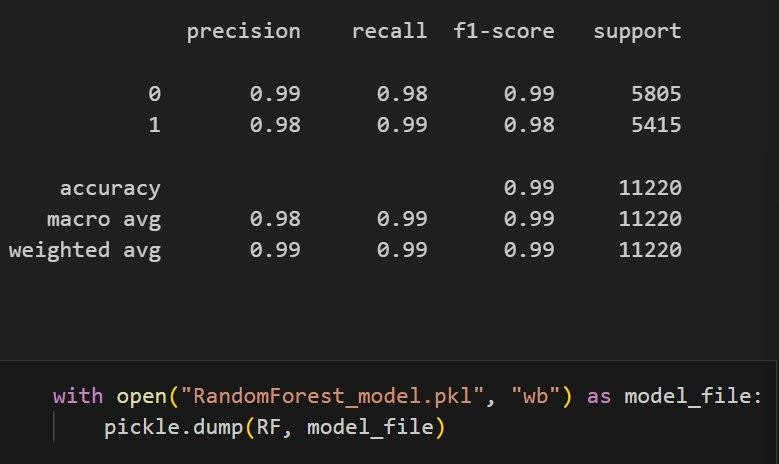 precision recall f1-score support
0 0.99 0.98 0.99 5805
1 0.98 0.99 0.98 5415
accuracy 0.99 11220
macro avg 0.98 0.99 0.99 11220
weighted avg 0.99 0.99 0.99 11220
with open("RandomForest_model.pkl", "wb") as model_file:
pickle.dump(RF, model_file)